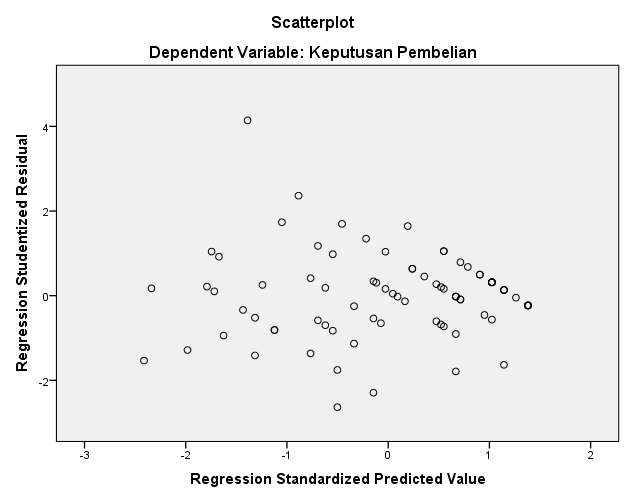 Scatterplot
Dependent Variable: Keputusan Pembelian
Regression Studentized Residual
4
2
0
-2
-3
-2
-1
0
1
2
Regression Standardized Predicted Value